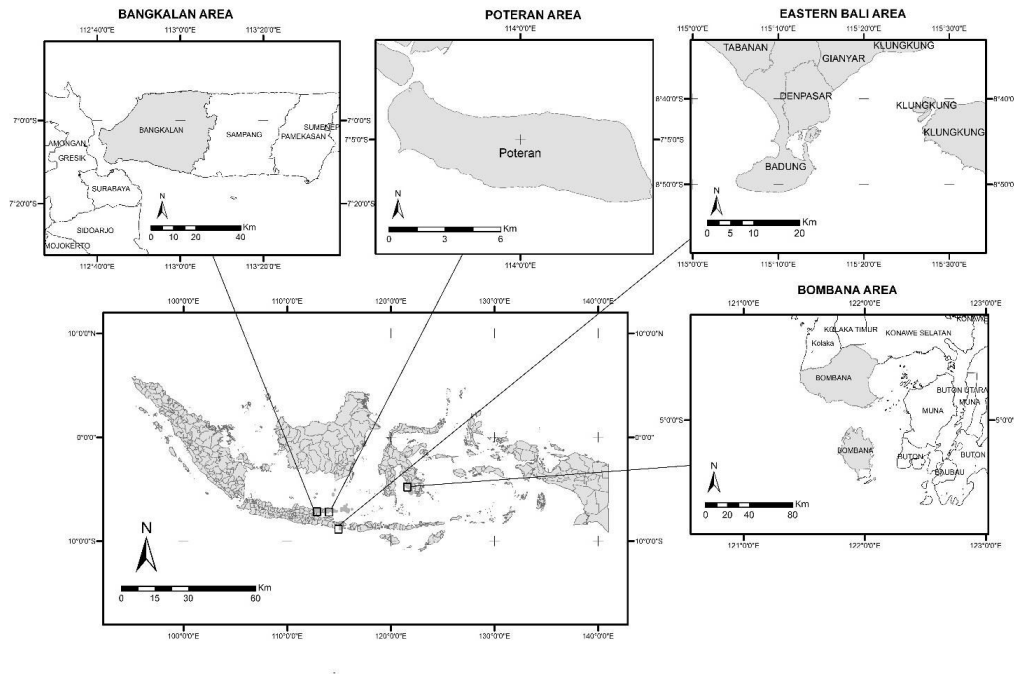 BANGKALAN AREA
112°40'0"E 113°0'0"E 113°20'0"E
7°0'0"S
7°20'0"S
BANGKALAN
SAMPANG
SUMENEP
PAMEKASAN
LAMONGAN
GRESIK
SURABAYA
SIDOARJO
MOJOKERTO
N
Km
0 10 20 40
112°40'0"E 113°0'0"E 113°20'0"E
POTERAN AREA
114°0'0"E
7°0'0"S
7°5'0"S 7°5'0"S
7°20'0"S
Poteran
N
Km
0 3 6
114°0'0"E
EASTERN BALI AREA
115°0'0"E 115°10'0"E 115°20'0"E 115°30'0"E
TABANAN
KLUNGKUNG
GIANYAR
DENPASAR
8°40'0"S
KLUNGKUNG
KLUNGKUNG
BADUNG
8°50'0"S 8°50'0"S
N
Km
0 5 10 20
115°0'0"E 115°10'0"E 115°20'0"E 115°30'0"E
BOMBANA AREA
121°0'0"E 122°0'0"E 123°0'0"E
KONAWE
KOLAKA TIMUR
KONAWE SELATAN
Kolaka
BOMBANA
BUTON UTARA
MUNA
MUNA
5°0'0"S 5°0'0"S
BOMBANA
BUTON
BUTON
BAUBAU
N
Km
0 20 40 80
121°0'0"E 122°0'0"E 123°0'0"E
100°0'0"E 110°0'0"E 120°0'0"E 130°0'0"E 140°0'0"E
10°0'0"N 10°0'0"N
0°0'0" 0°0'0"
10°0'0"S 10°0'0"S
N
Km
0 15 30 60
100°0'0"E 110°0'0"E 120°0'0"E 130°0'0"E 140°0'0"E